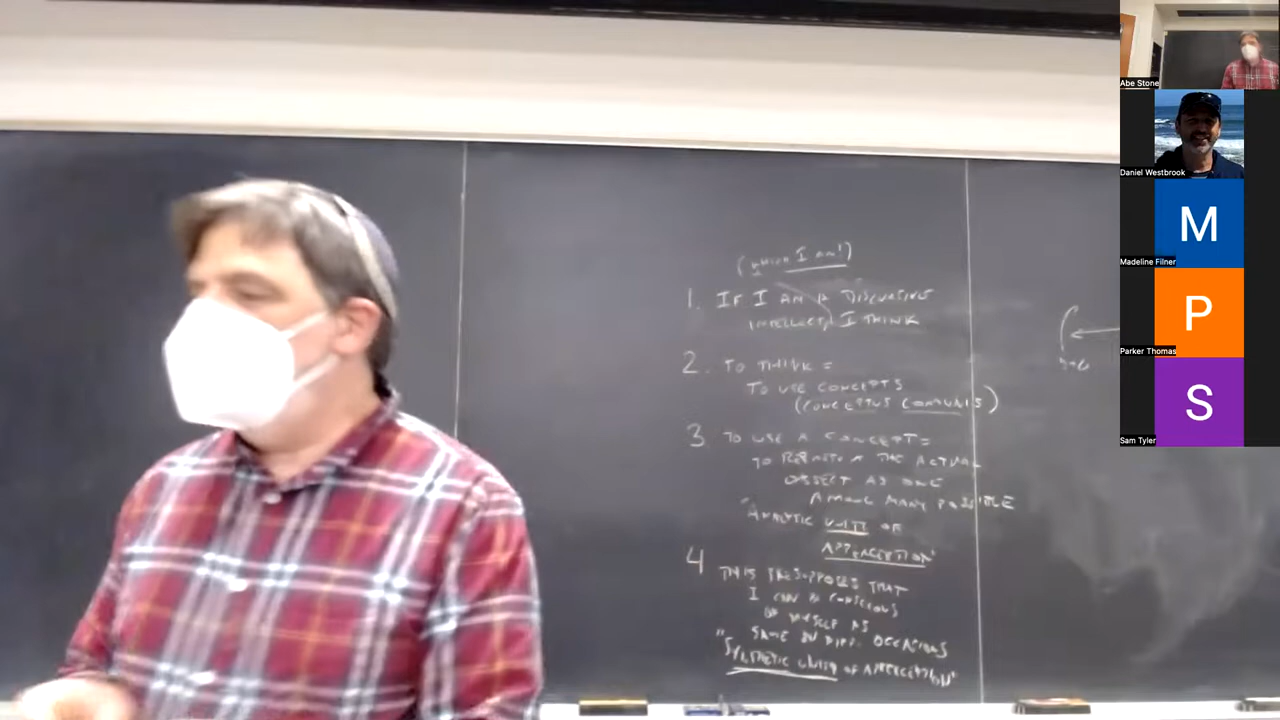 (which I am!)
1. IF I AM A DISCURSIVE
INTELLECT, I THINK
2. TO THINK =
TO USE CONCEPTS
(CONCEPTUS COMMUNIS)
3 TO USE A CONCEPT =
TO REPRESENT THE ACTUAL
OBJECT AS ONE
AMONG MANY POSSIBLE
"ANALYTIC UNITY OF
APPERCEPTION"
4 THIS PRESUPPOSES THAT
I CAN BE CONSCIOUS
OF MYSELF AS
SAME ON DIFF. OCCASIONS
"SYNTHETIC UNITY OF APPERCEPTION"
Abe Stone
Daniel Westbrook
M
Madeline Filner
P
Parker Thomas
S
Sam Tyler